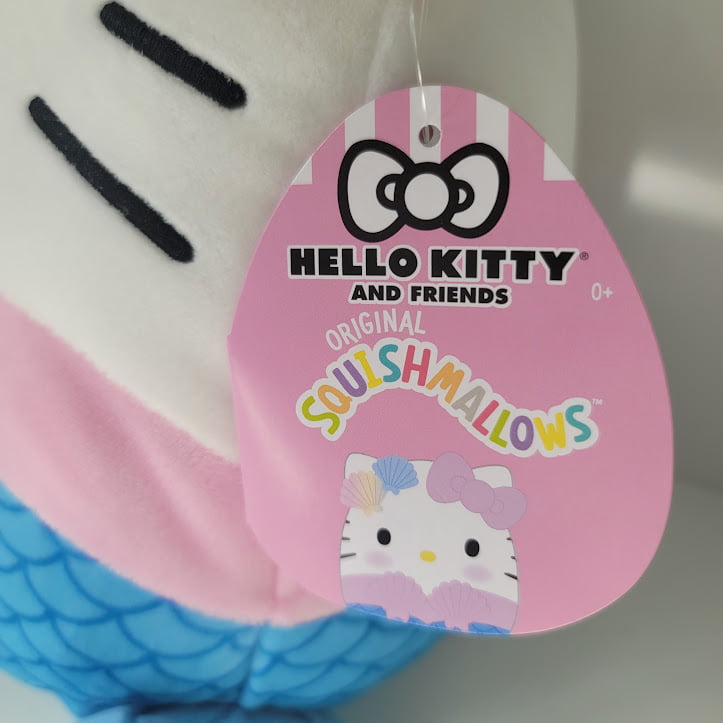 HELLO KITTY®
AND FRIENDS
0+
ORIGINAL
SQUISHMALLOWS™